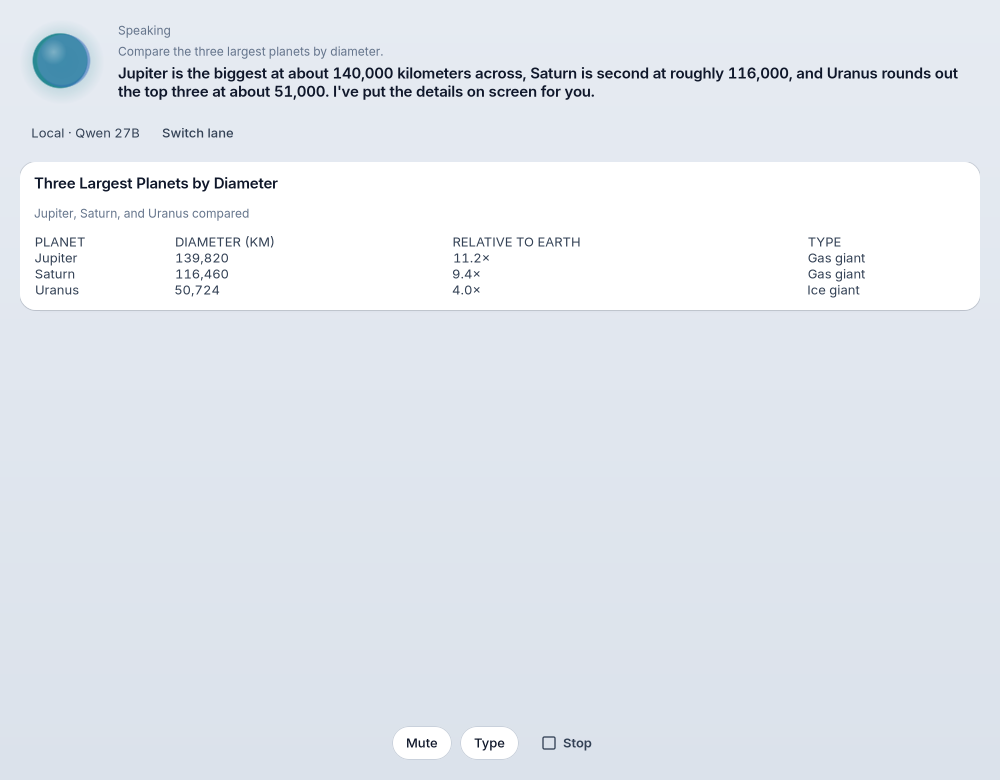 Speaking
Compare the three largest planets by diameter.
Jupiter is the biggest at about 140,000 kilometers across, Saturn is second at roughly 116,000, and Uranus rounds out
the top three at about 51,000. I've put the details on screen for you.
Local · Qwen 27B Switch lane
Three Largest Planets by Diameter
Jupiter, Saturn, and Uranus compared
PLANET DIAMETER (KM) RELATIVE TO EARTH TYPE
Jupiter 139,820 11.2× Gas giant
Saturn 116,460 9.4× Gas giant
Uranus 50,724 4.0× Ice giant
Mute Type Stop